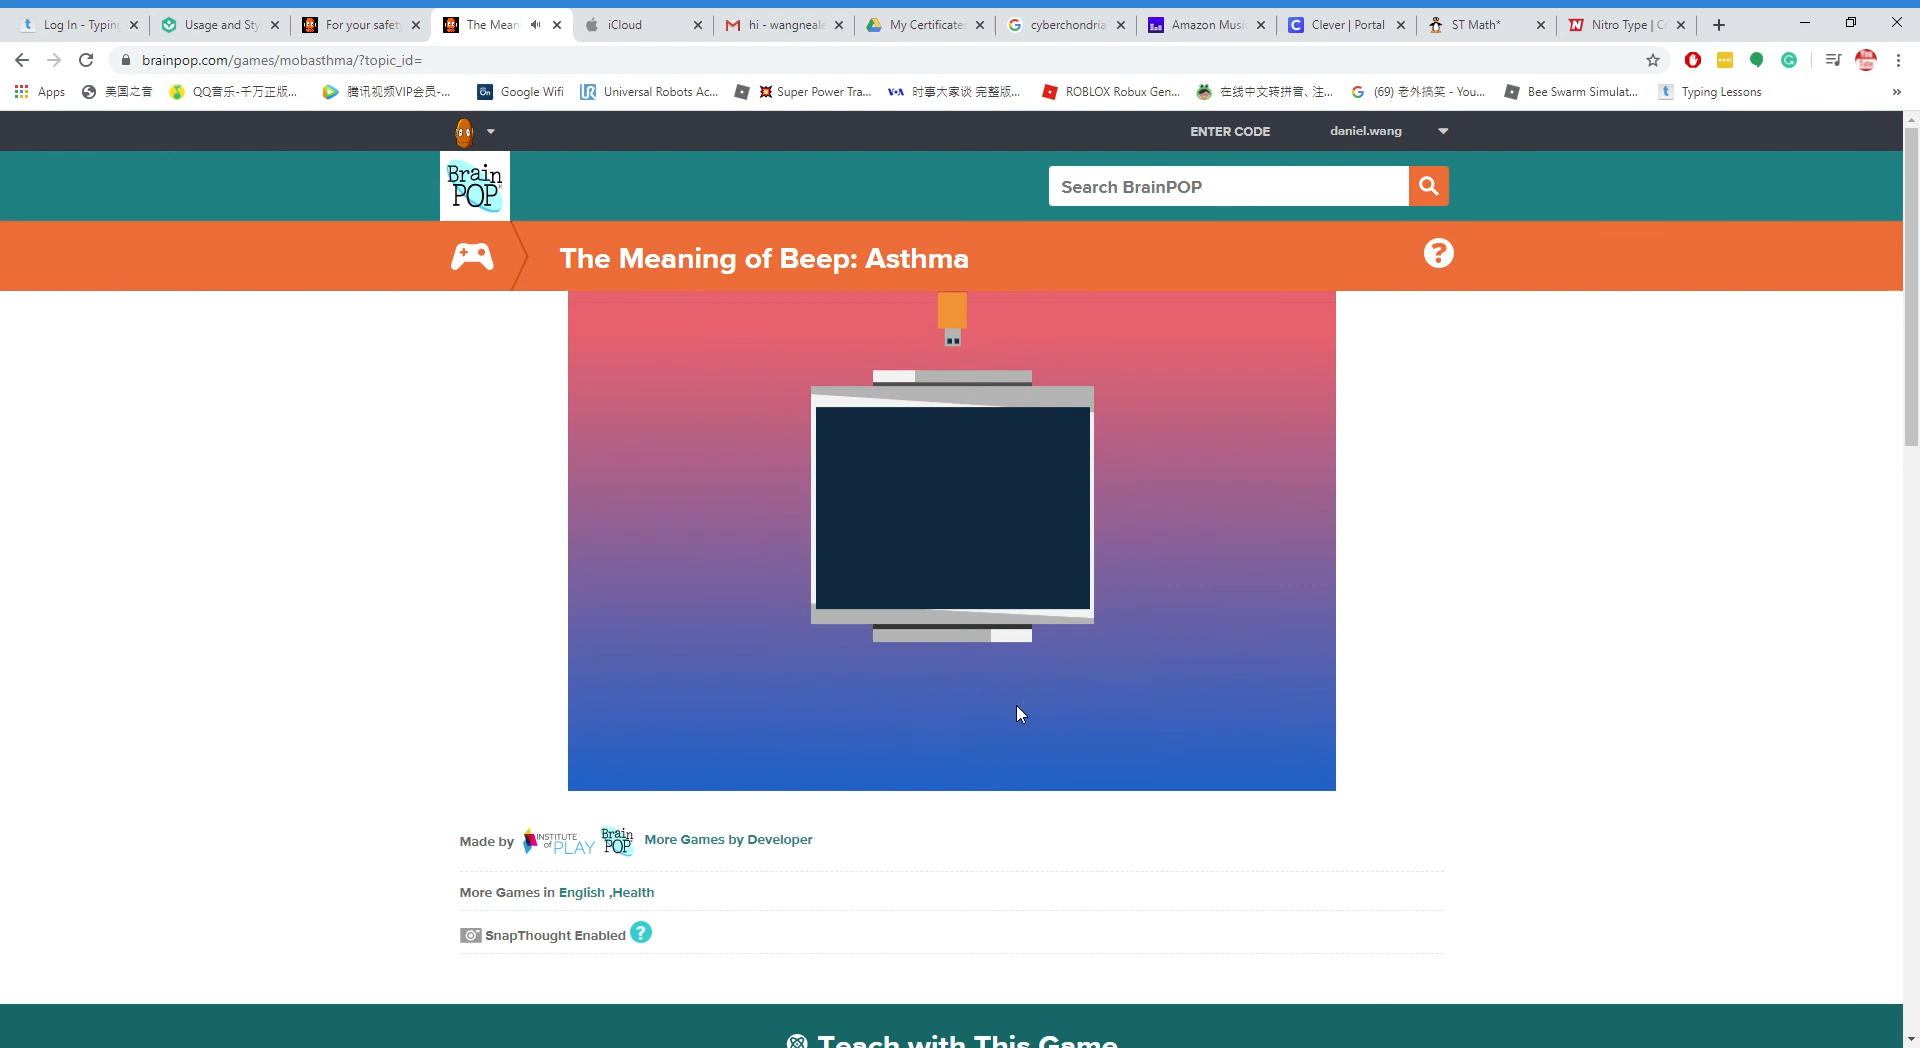 Log In - Typing
Usage and Sty
For your safety
The Mean
iCloud
hi - wangneale
My Certificates
cyberchondria
Amazon Music
Clever | Portal
ST Math*
Nitro Type | Co
brainpop.com/games/mobasthma/?topic_id=
Apps
美国之音
QQ音乐-千万正版...
腾讯视频VIP会员-...
On
Google Wifi
UR
Universal Robots Ac...
Super Power Tra...
VOA
时事大家谈 完整版...
ROBLOX Robux Gen...
在线中文转拼音、注...
(69) 老外搞笑 - You...
Bee Swarm Simulat...
Typing Lessons
»
ENTER CODE
daniel.wang
Brain
POP
Search BrainPOP
The Meaning of Beep: Asthma
?
Made by
INSTITUTE
of PLAY
Brain
POP
More Games by Developer
More Games in English ,Health
SnapThought Enabled ?
Teach with This Game